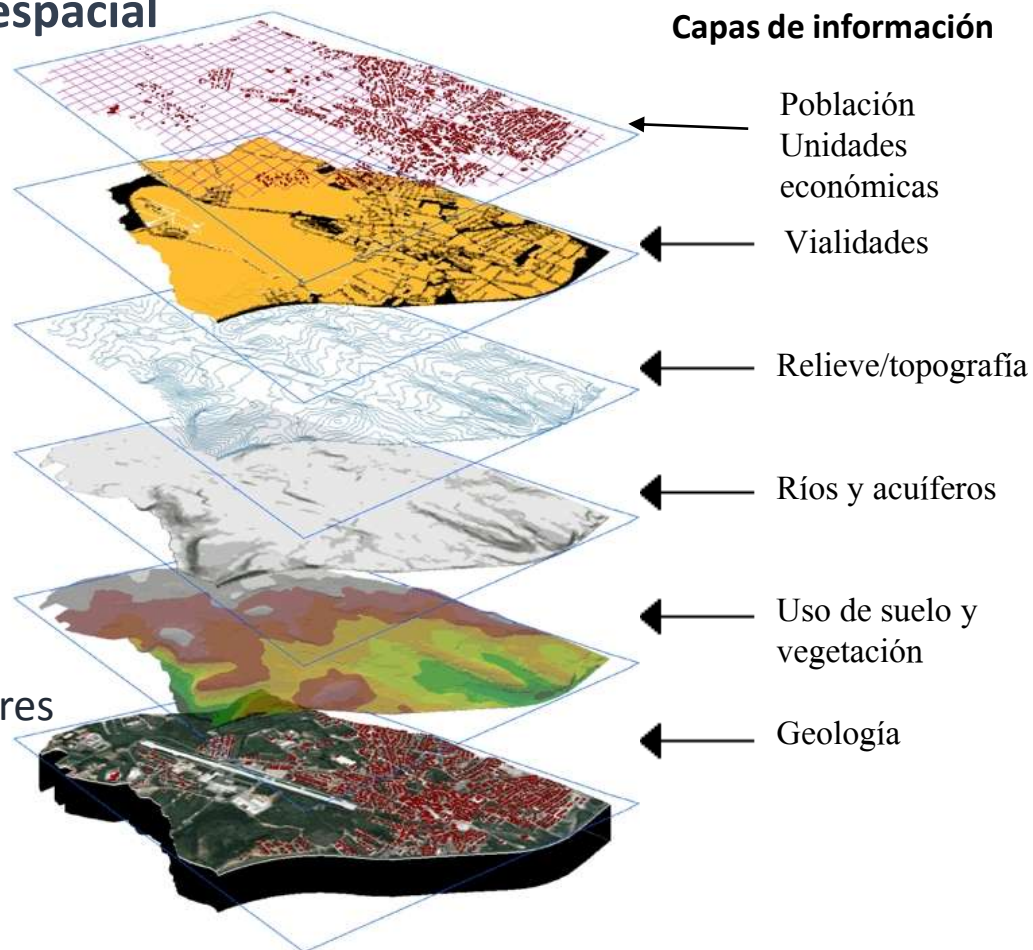 espacial
Capas de información
Población
Unidades
económicas
Vialidades
Relieve/topografía
Ríos y acuíferos
Uso de suelo y
vegetación
res
Geología